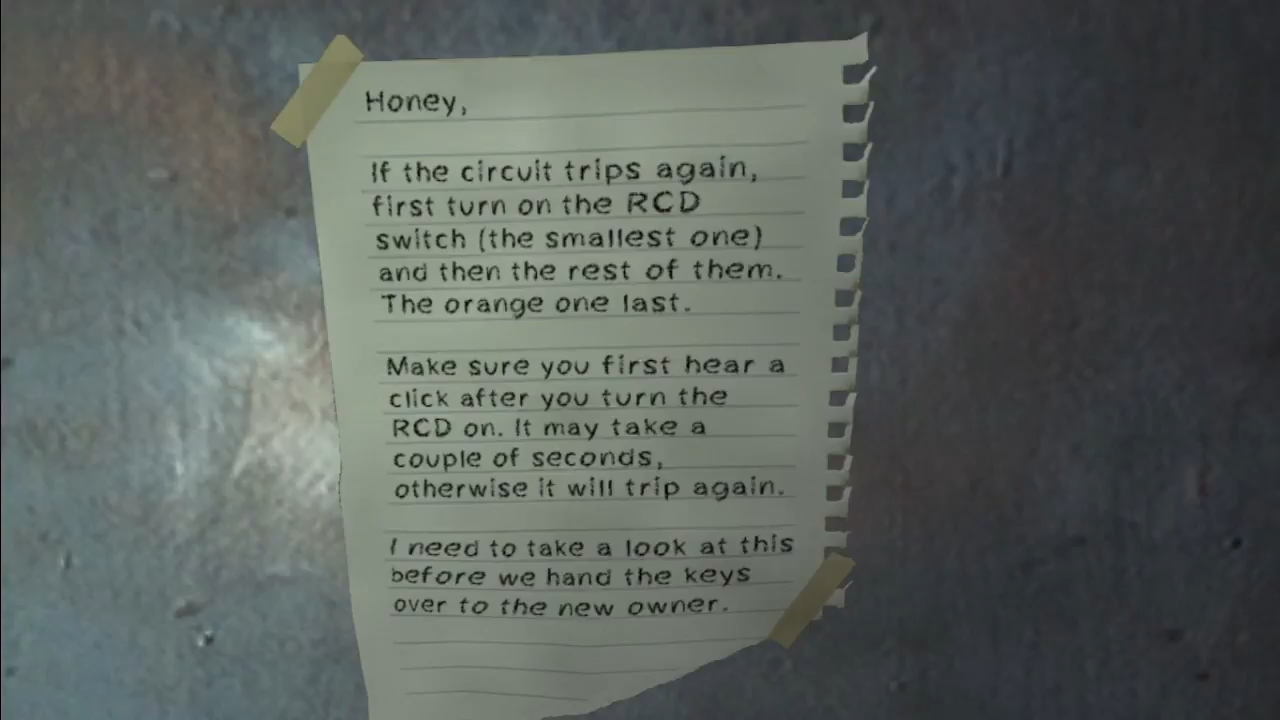 Honey,
If the circuit trips again,
first turn on the RCD
switch (the smallest one)
and then the rest of them.
The orange one last.
Make sure you first hear a
click after you turn the
RCD on. It may take a
couple of seconds,
otherwise it will trip again.
I need to take a look at this
before we hand the keys
over to the new owner.